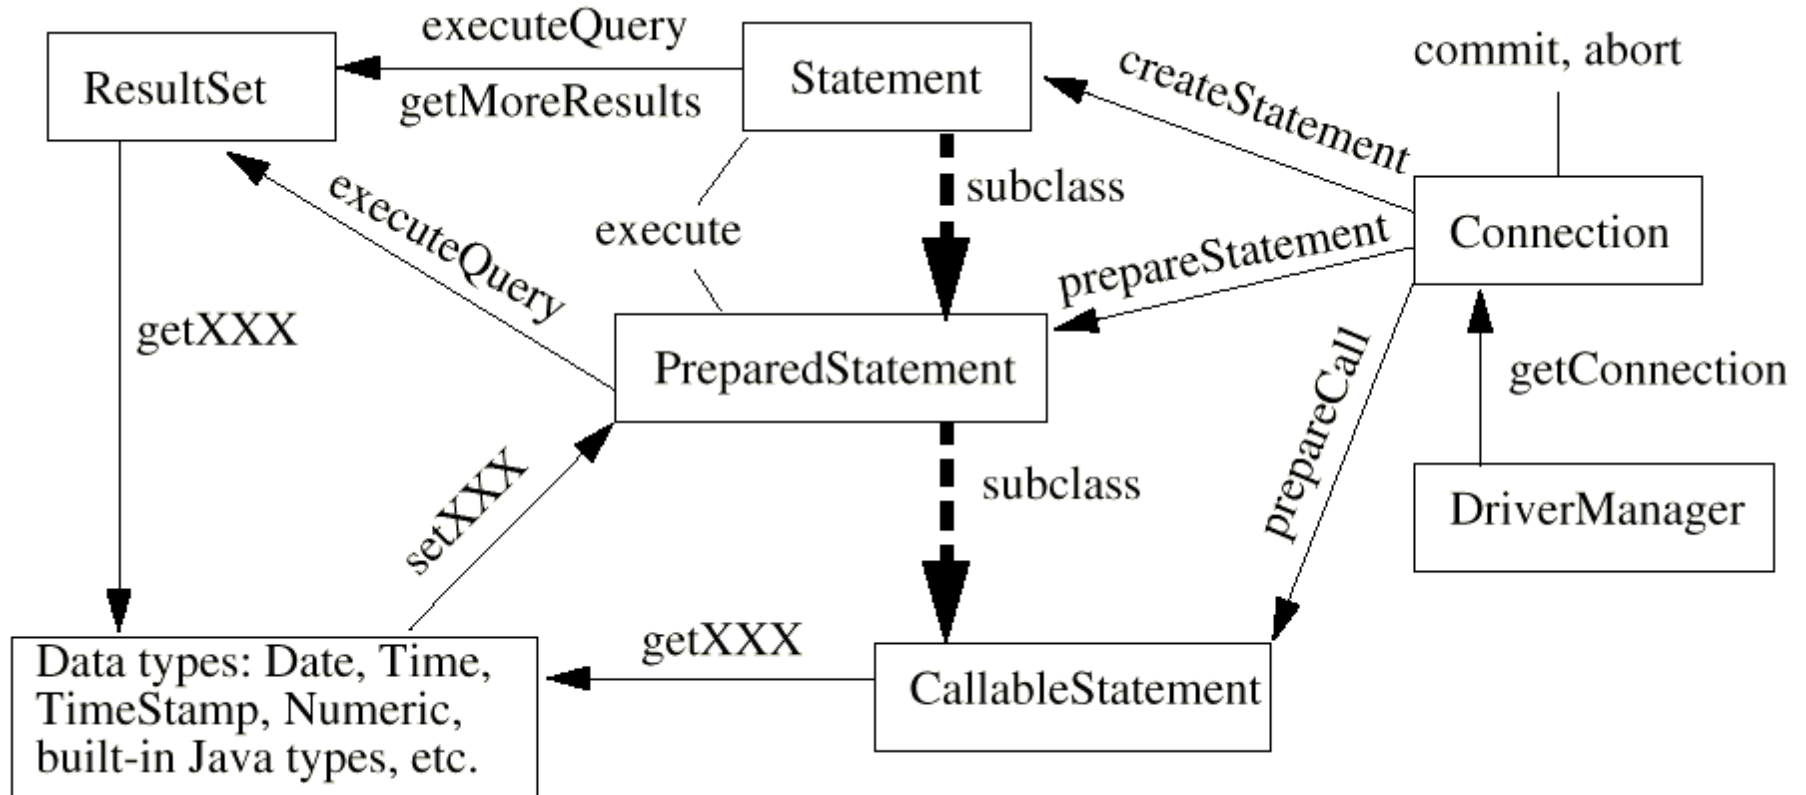 executeQuery
ResultSet
getMoreResults
Statement
createStatement
commit, abort
subclass
executeQuery
execute
prepareStatement
Connection
getXXX
PreparedStatement
prepareCall
getConnection
setXXX
subclass
DriverManager
getXXX
Data types: Date, Time,
TimeStamp, Numeric,
built-in Java types, etc.
CallableStatement